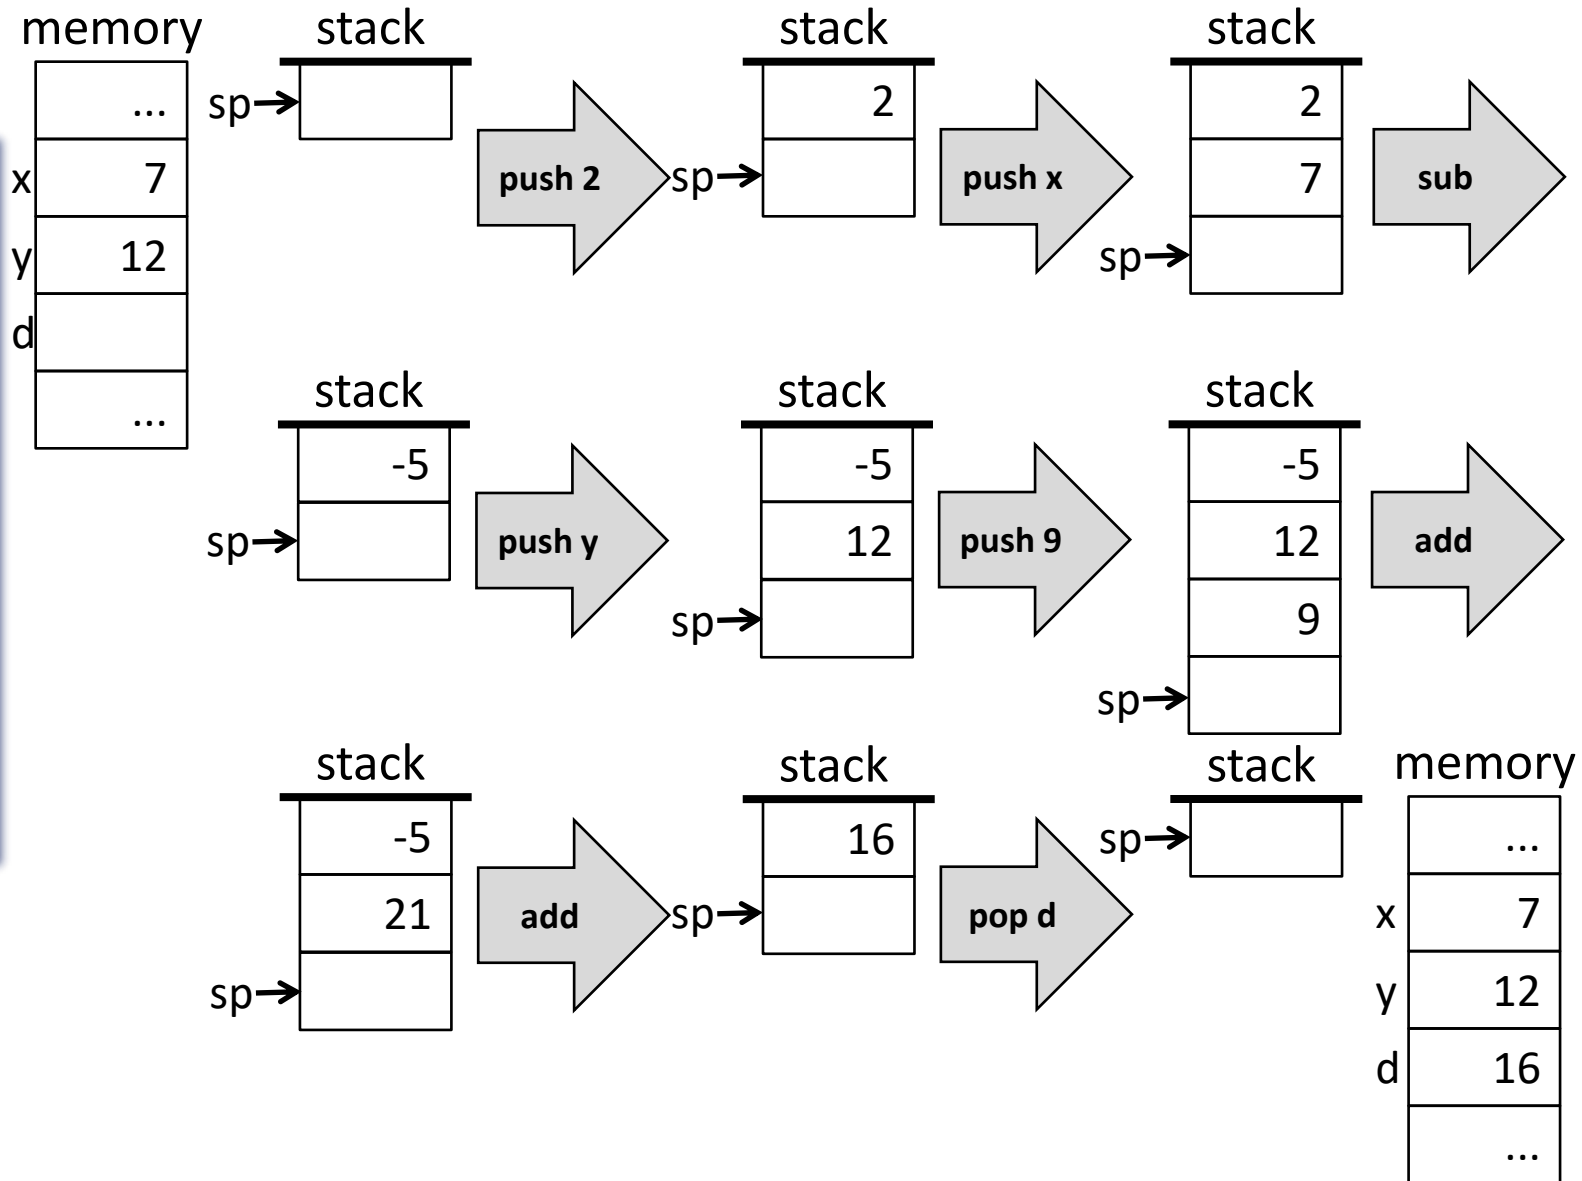 memory
...
x 7
y 12
d
...
stack
sp
push 2
stack
2
sp
push x
stack
2
7
sp
sub
stack
-5
sp
push y
stack
-5
12
sp
push 9
stack
-5
12
9
sp
add
stack
-5
21
sp
add
stack
16
sp
pop d
stack
sp
memory
...
x 7
y 12
d 16
...